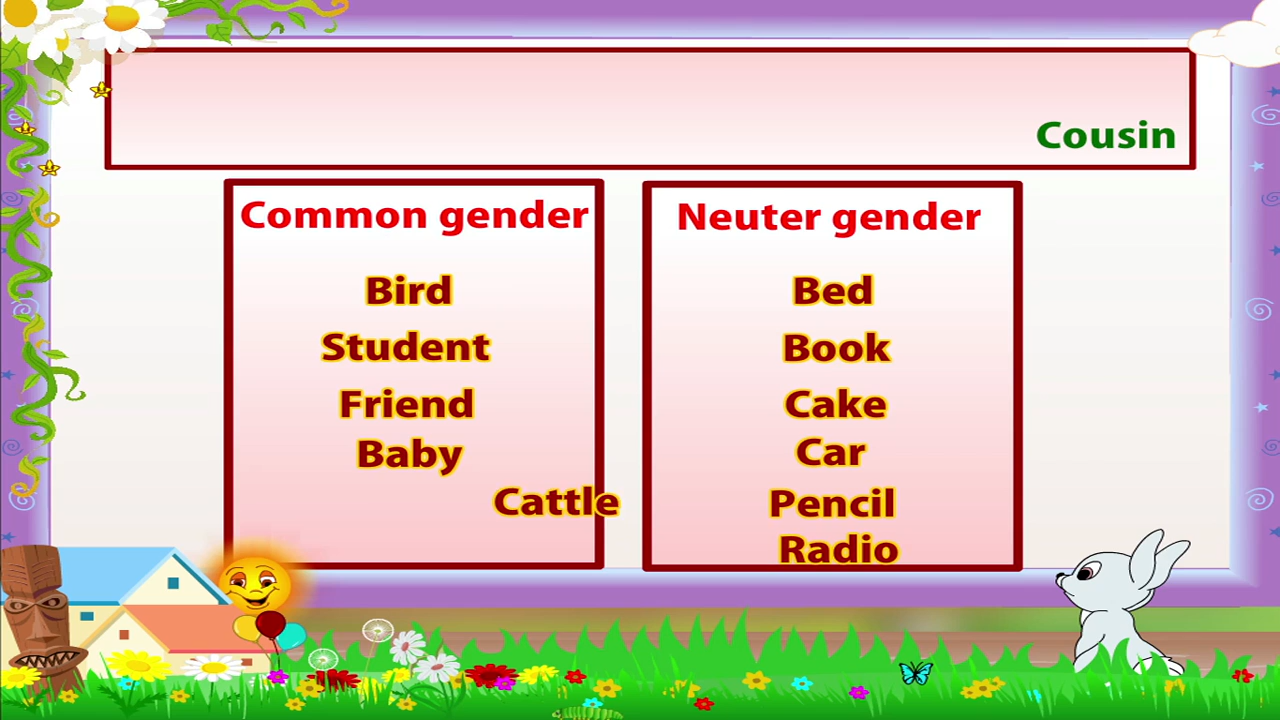 Cousin
Common gender
Bird
Student
Friend
Baby
Cattle
Neuter gender
Bed
Book
Cake
Car
Pencil
Radio